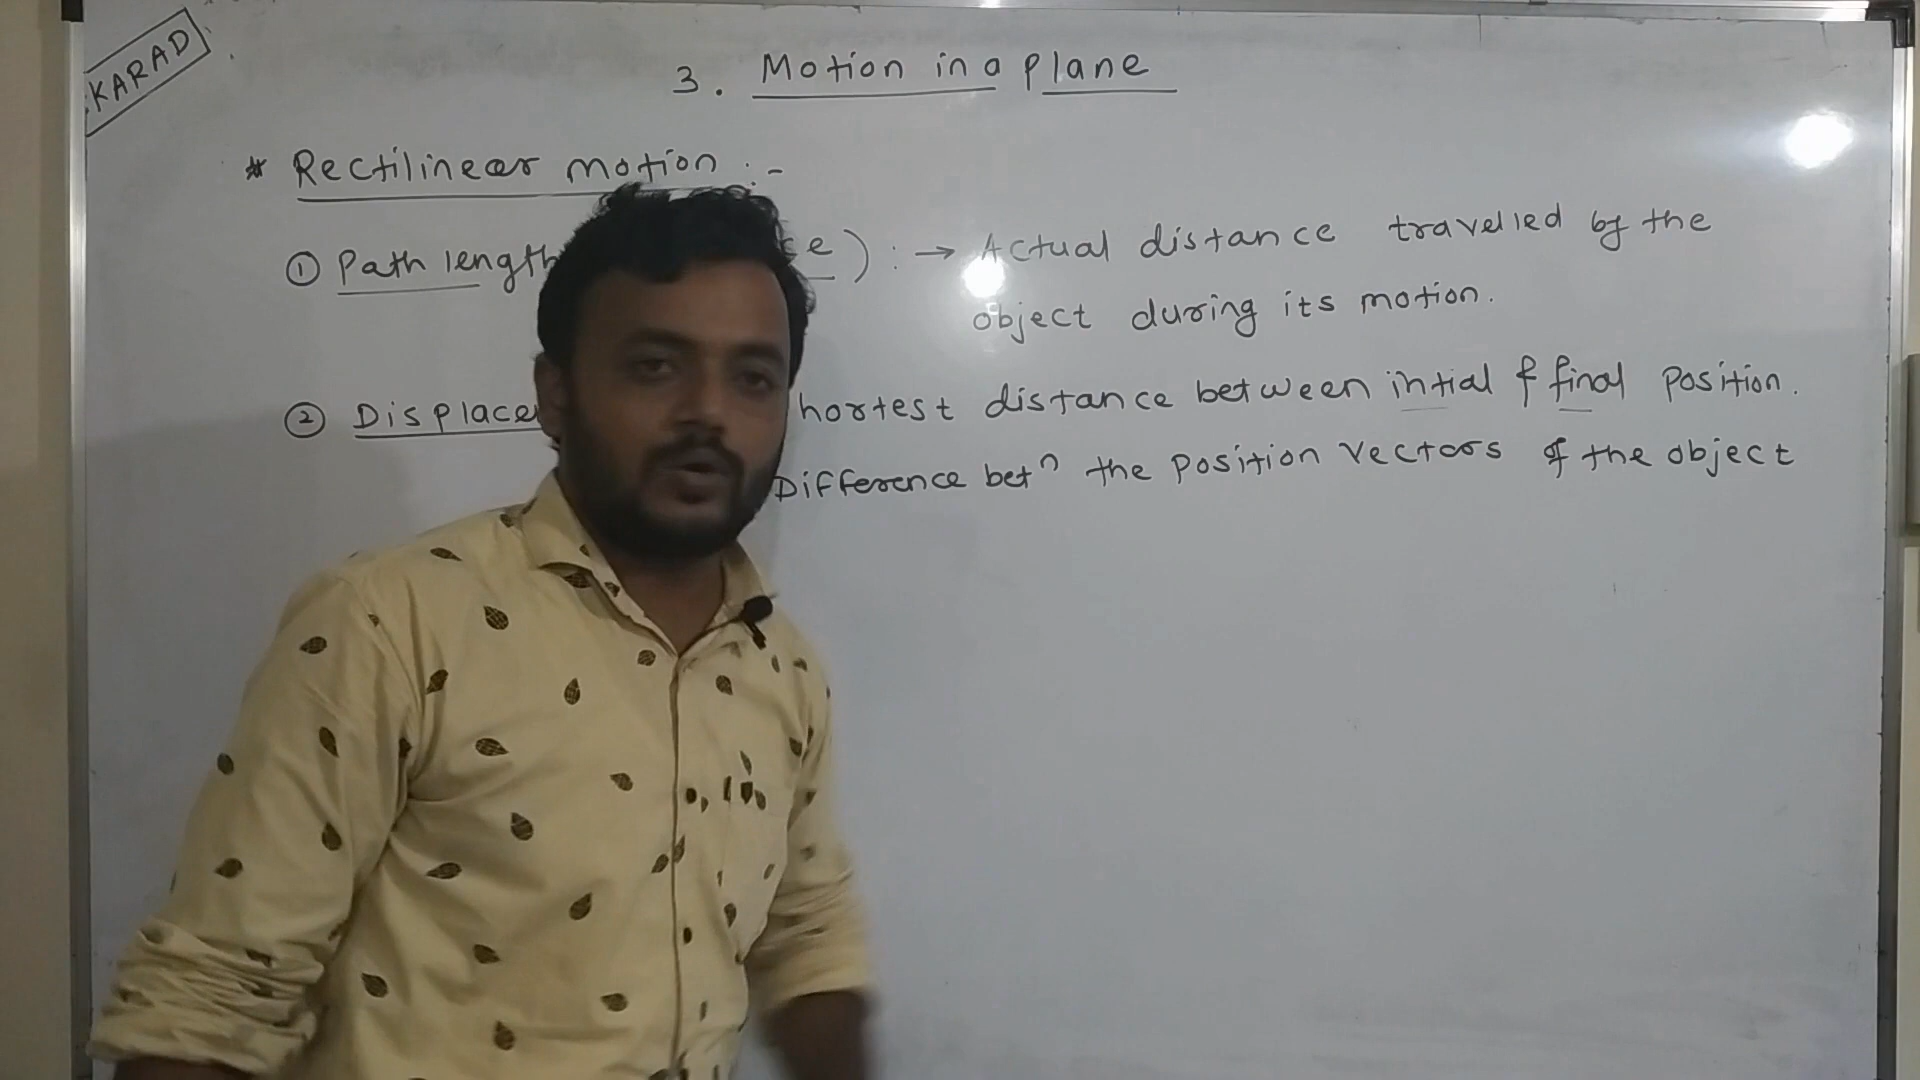 KARAD
3. Motion in a plane
* Rectilinear motion :-
① Path length ce ) : → Actual distance travelled by the
object during its motion.
② Displace hortest distance between intial & final position.
Difference betⁿ the position vectors of the object